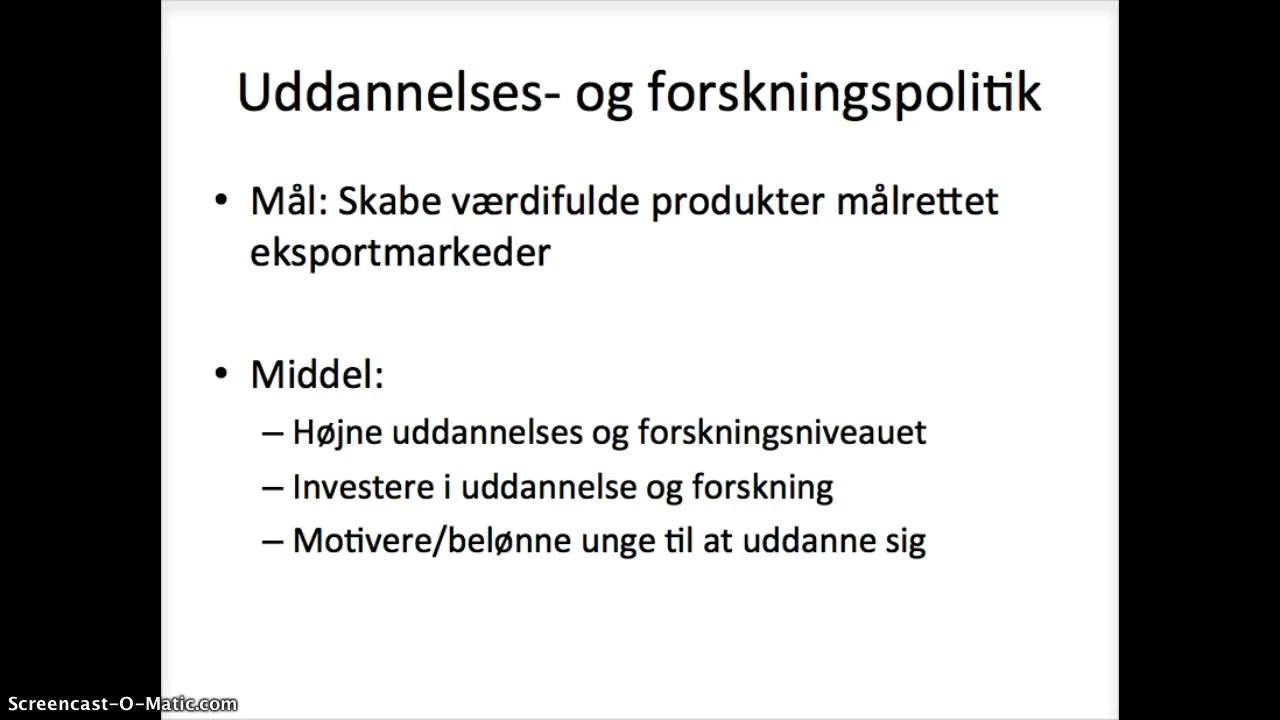 Uddannelses- og forskningspolitik
• Mål: Skabe værdifulde produkter målrettet
eksportmarkeder
• Middel:
– Højne uddannelses og forskningsniveauet
– Investere i uddannelse og forskning
– Motivere/belønne unge til at uddanne sig
Screencast-O-Matic.com